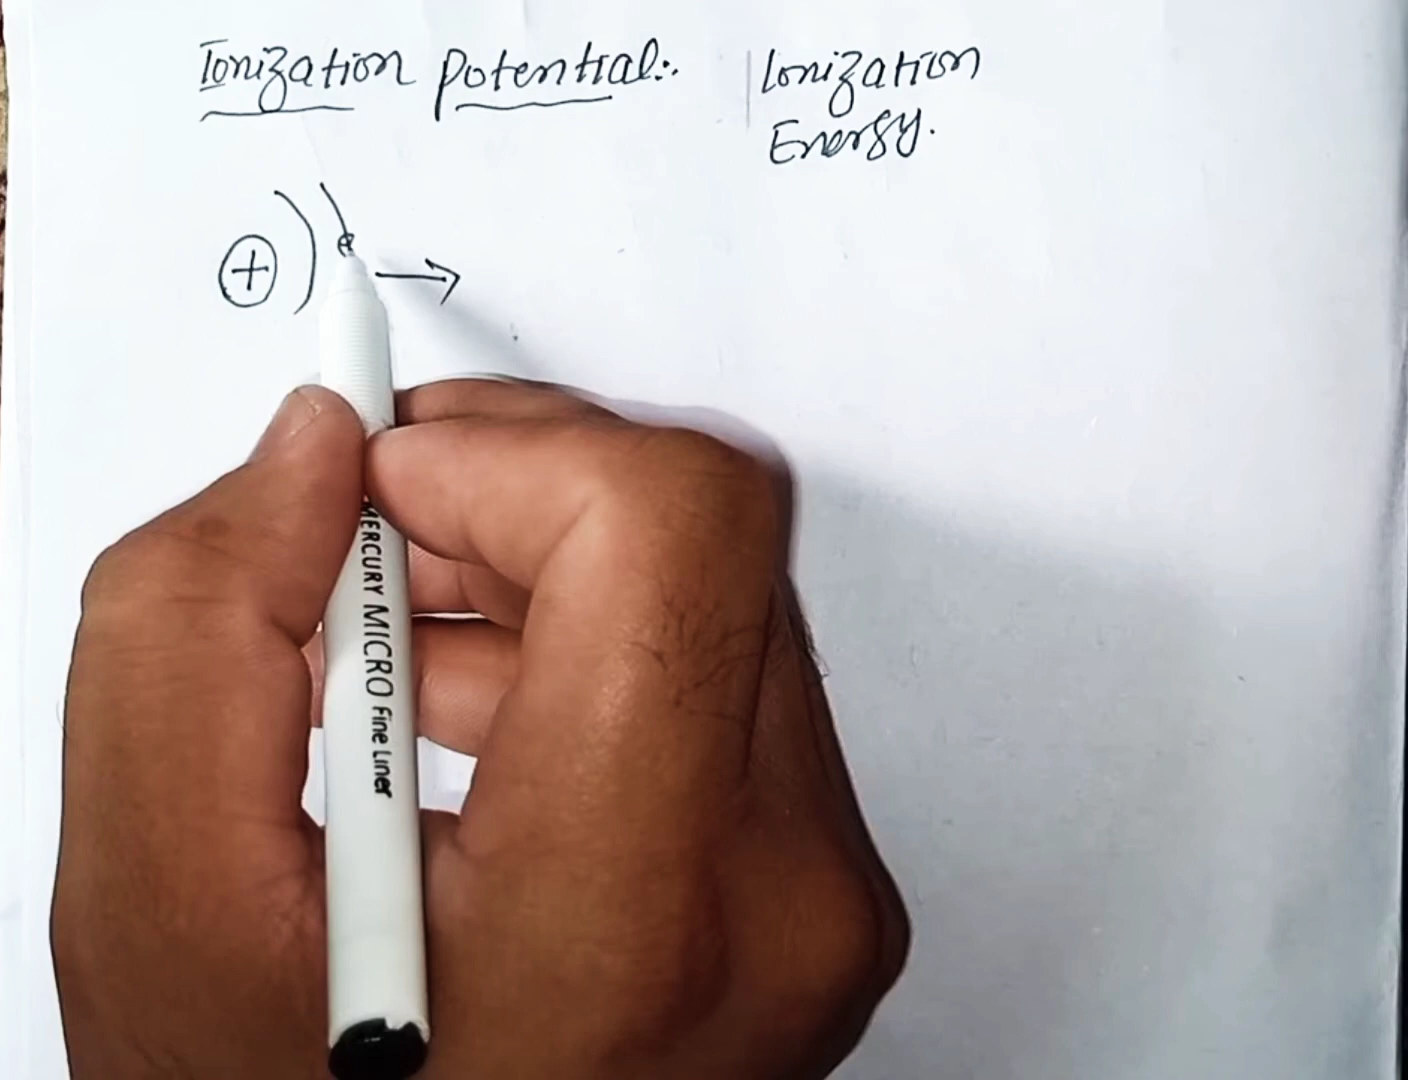 Ionization potential:.
Ionization
Energy.
+
MERCURY MICRO Fine Liner